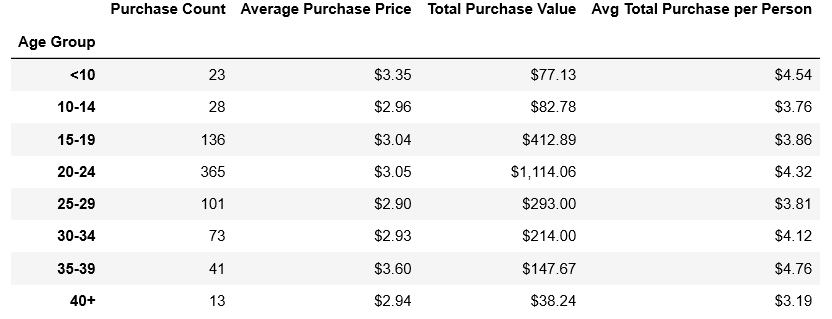 Purchase Count Average Purchase Price Total Purchase Value Avg Total Purchase per Person
Age Group
<10 23 $3.35 $77.13 $4.54
10-14 28 $2.96 $82.78 $3.76
15-19 136 $3.04 $412.89 $3.86
20-24 365 $3.05 $1,114.06 $4.32
25-29 101 $2.90 $293.00 $3.81
30-34 73 $2.93 $214.00 $4.12
35-39 41 $3.60 $147.67 $4.76
40+ 13 $2.94 $38.24 $3.19